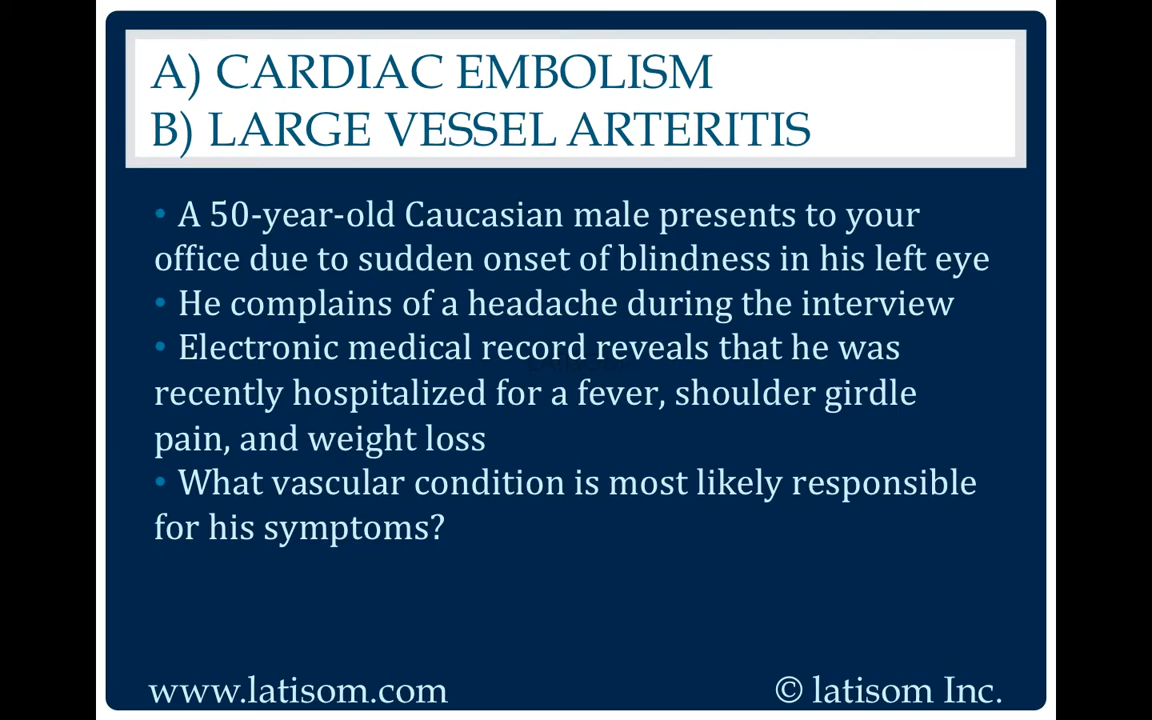 A) CARDIAC EMBOLISM
B) LARGE VESSEL ARTERITIS
• A 50-year-old Caucasian male presents to your
office due to sudden onset of blindness in his left eye
• He complains of a headache during the interview
• Electronic medical record reveals that he was
recently hospitalized for a fever, shoulder girdle
pain, and weight loss
• What vascular condition is most likely responsible
for his symptoms?
www.latisom.com
© latisom Inc.